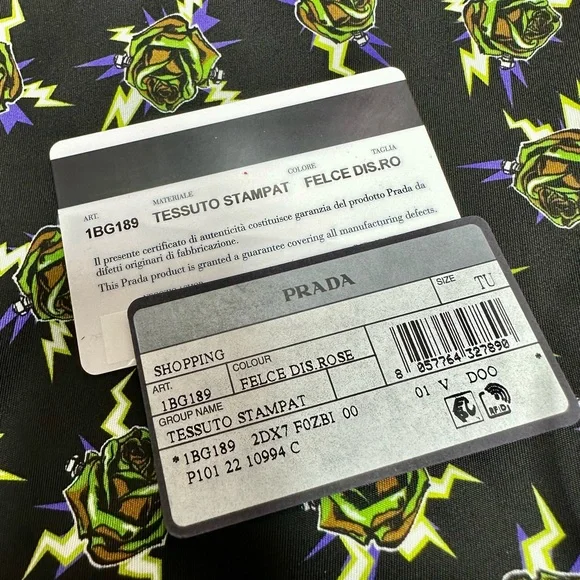 ART.
MATERIALE
COLORE
TAGLIA
1BG189
TESSUTO STAMPAT
FELCE DIS.RO
Il presente certificato di autenticità costituisce garanzia del prodotto Prada da
difetti originari di fabbricazione.
This Prada product is granted a guarantee covering all manufacturing defects.
PRADA
SIZE
TU
SHOPPING
ART.
1BG189
COLOUR
FELCE DIS.ROSE
GROUP NAME
TESSUTO STAMPAT
8 057764 327890
01 V DOO
*1BG189 2DX7 F0ZBI 00
P101 22 10994 C
RFID